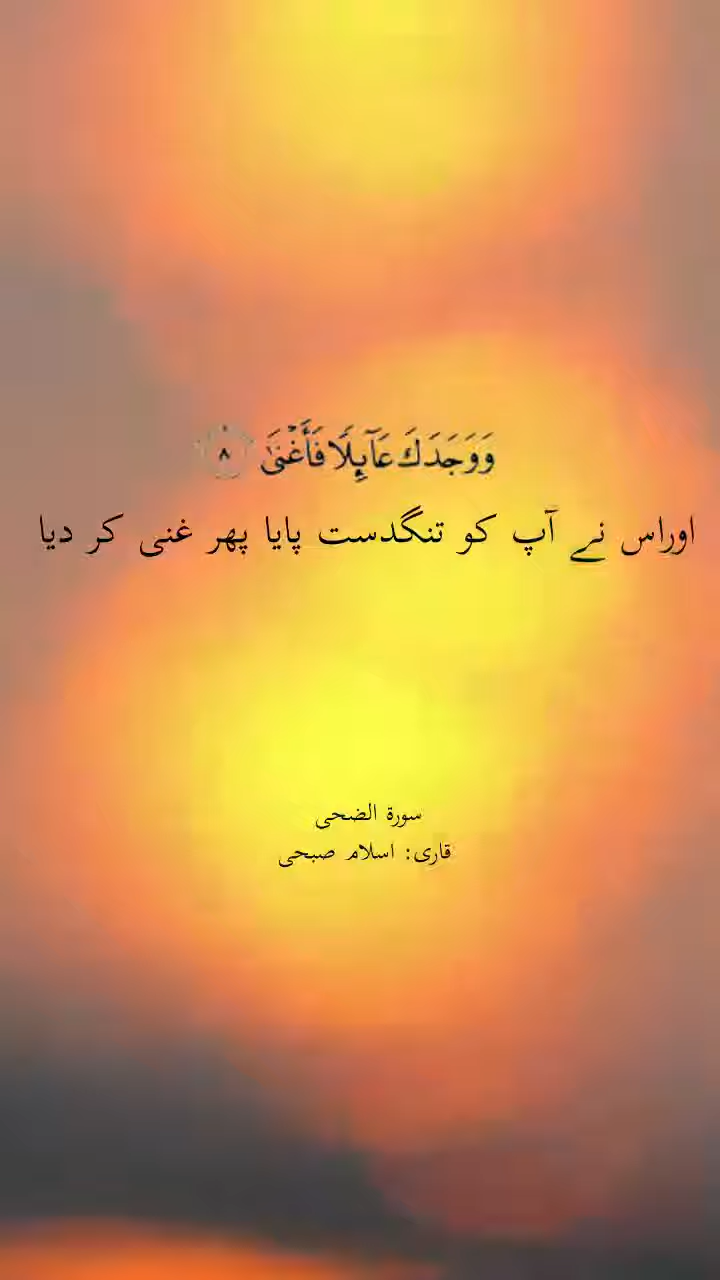 وَوَجَدَكَ عَآئِلًا فَأَغۡنَىٰ ٨
اوراس نے آپ کو تنگدست پایا پھر غنی کر دیا
سورة الضحى
قاری: اسلام صبحی